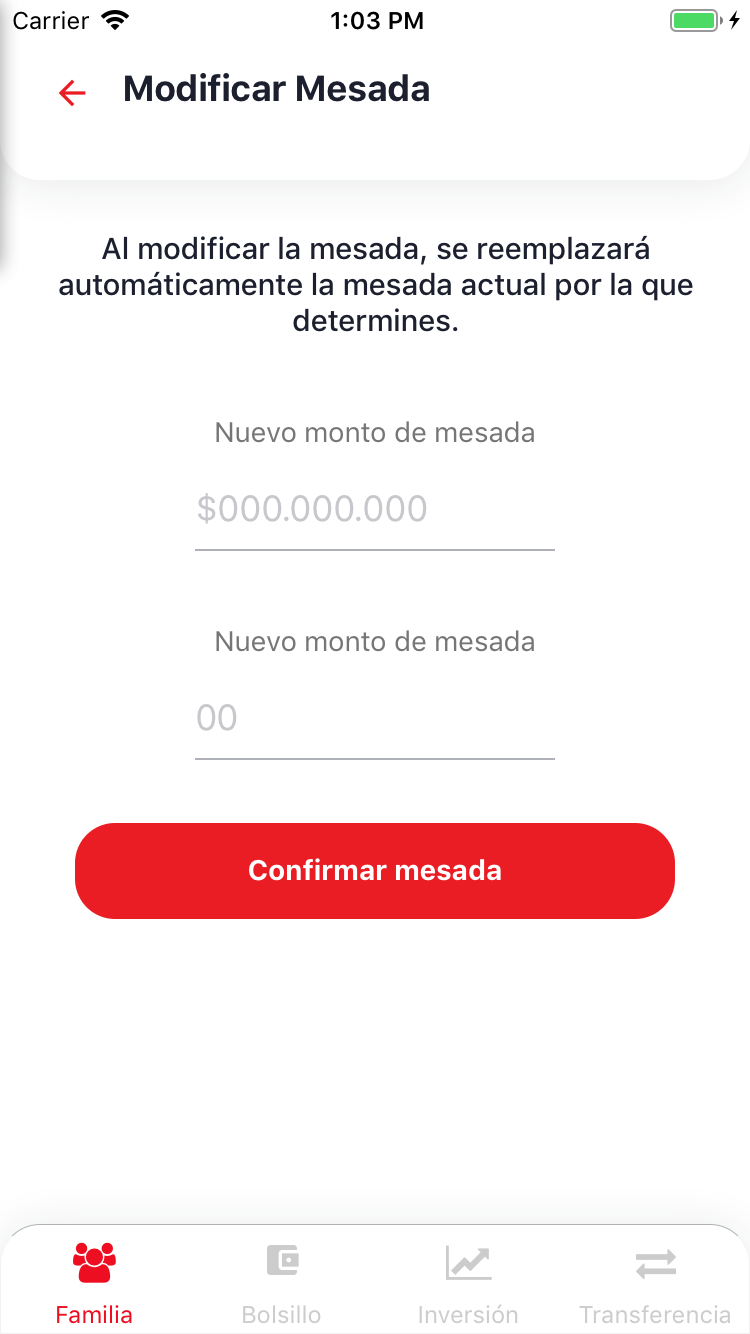 Carrier 1:03 PM
Modificar Mesada
Al modificar la mesada, se reemplazará
automáticamente la mesada actual por la que
determines.
Nuevo monto de mesada
$000.000.000
Nuevo monto de mesada
00
Confirmar mesada
Familia Bolsillo Inversión Transferencia